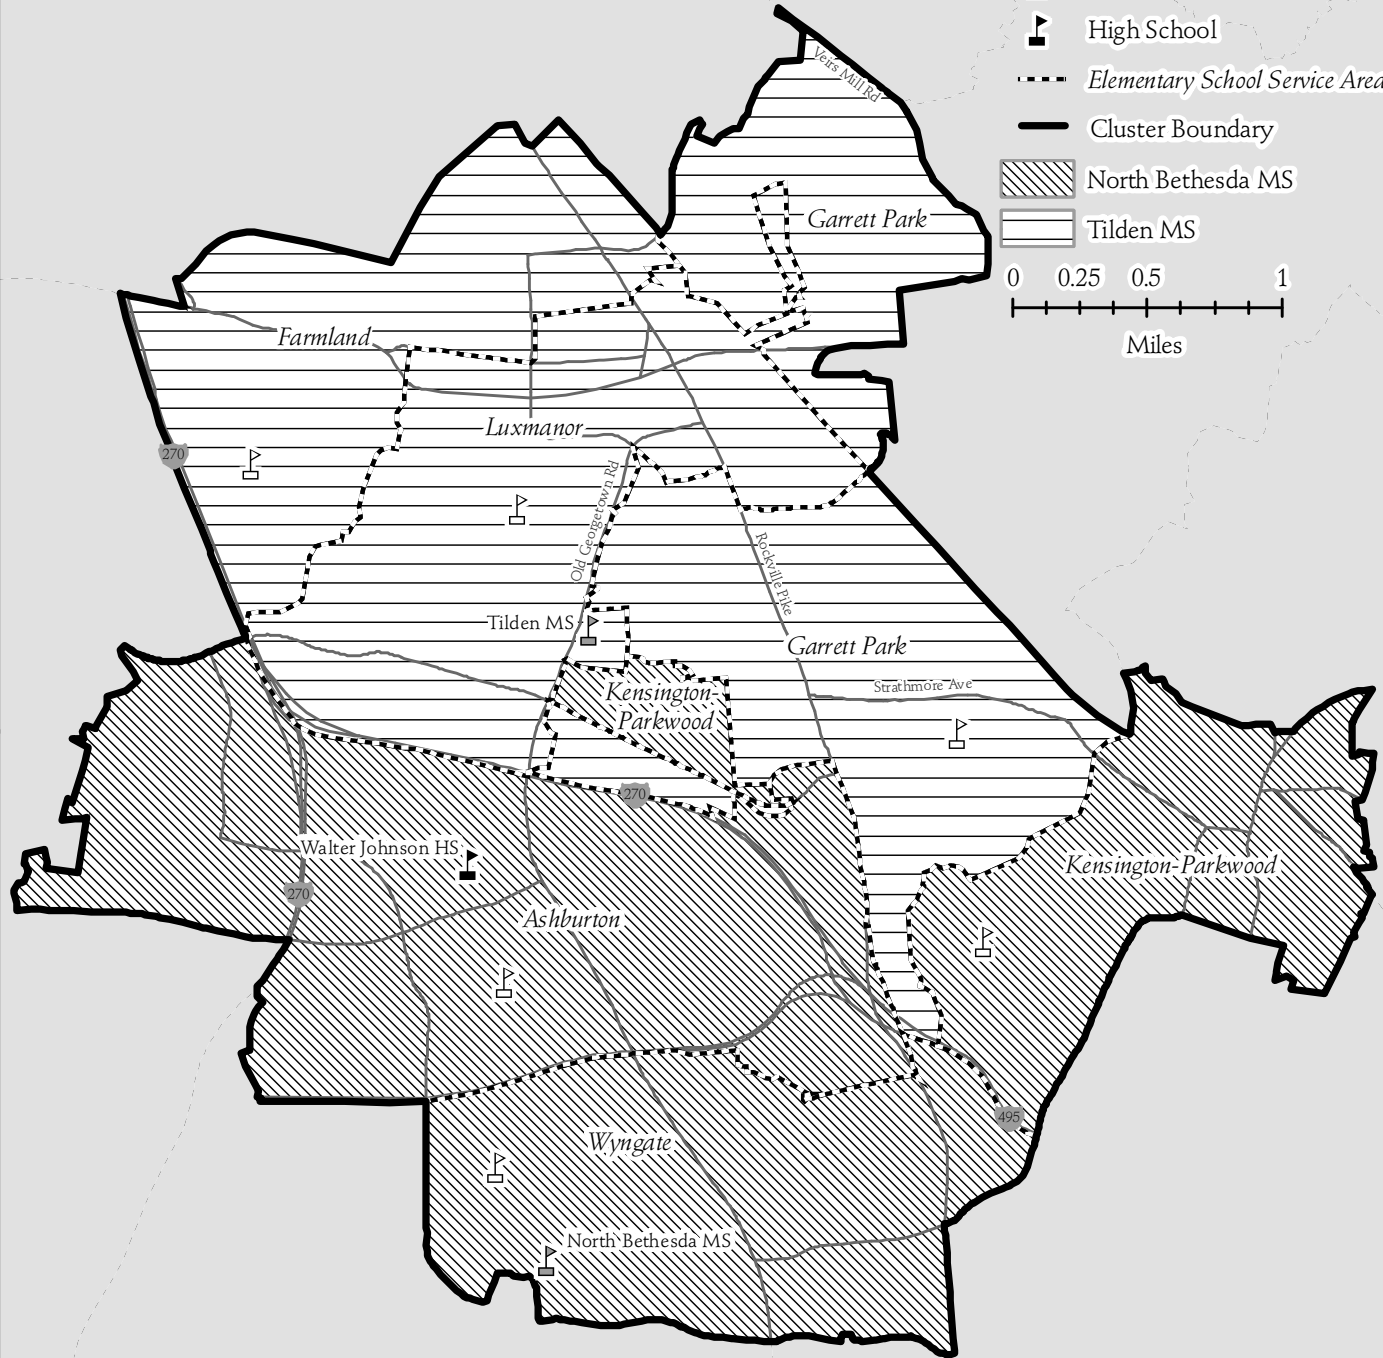 High School
Elementary School Service Area
Cluster Boundary
North Bethesda MS
Tilden MS
0 0.25 0.5 1
Miles
Veirs Mill Rd
Garrett Park
Farmland
Luxmanor
270
Old Georgetown Rd
Rockville Pike
Tilden MS
Garrett Park
Strathmore Ave
Kensington-
Parkwood
270
Walter Johnson HS
Kensington-Parkwood
270
Ashburton
495
Wyngate
North Bethesda MS